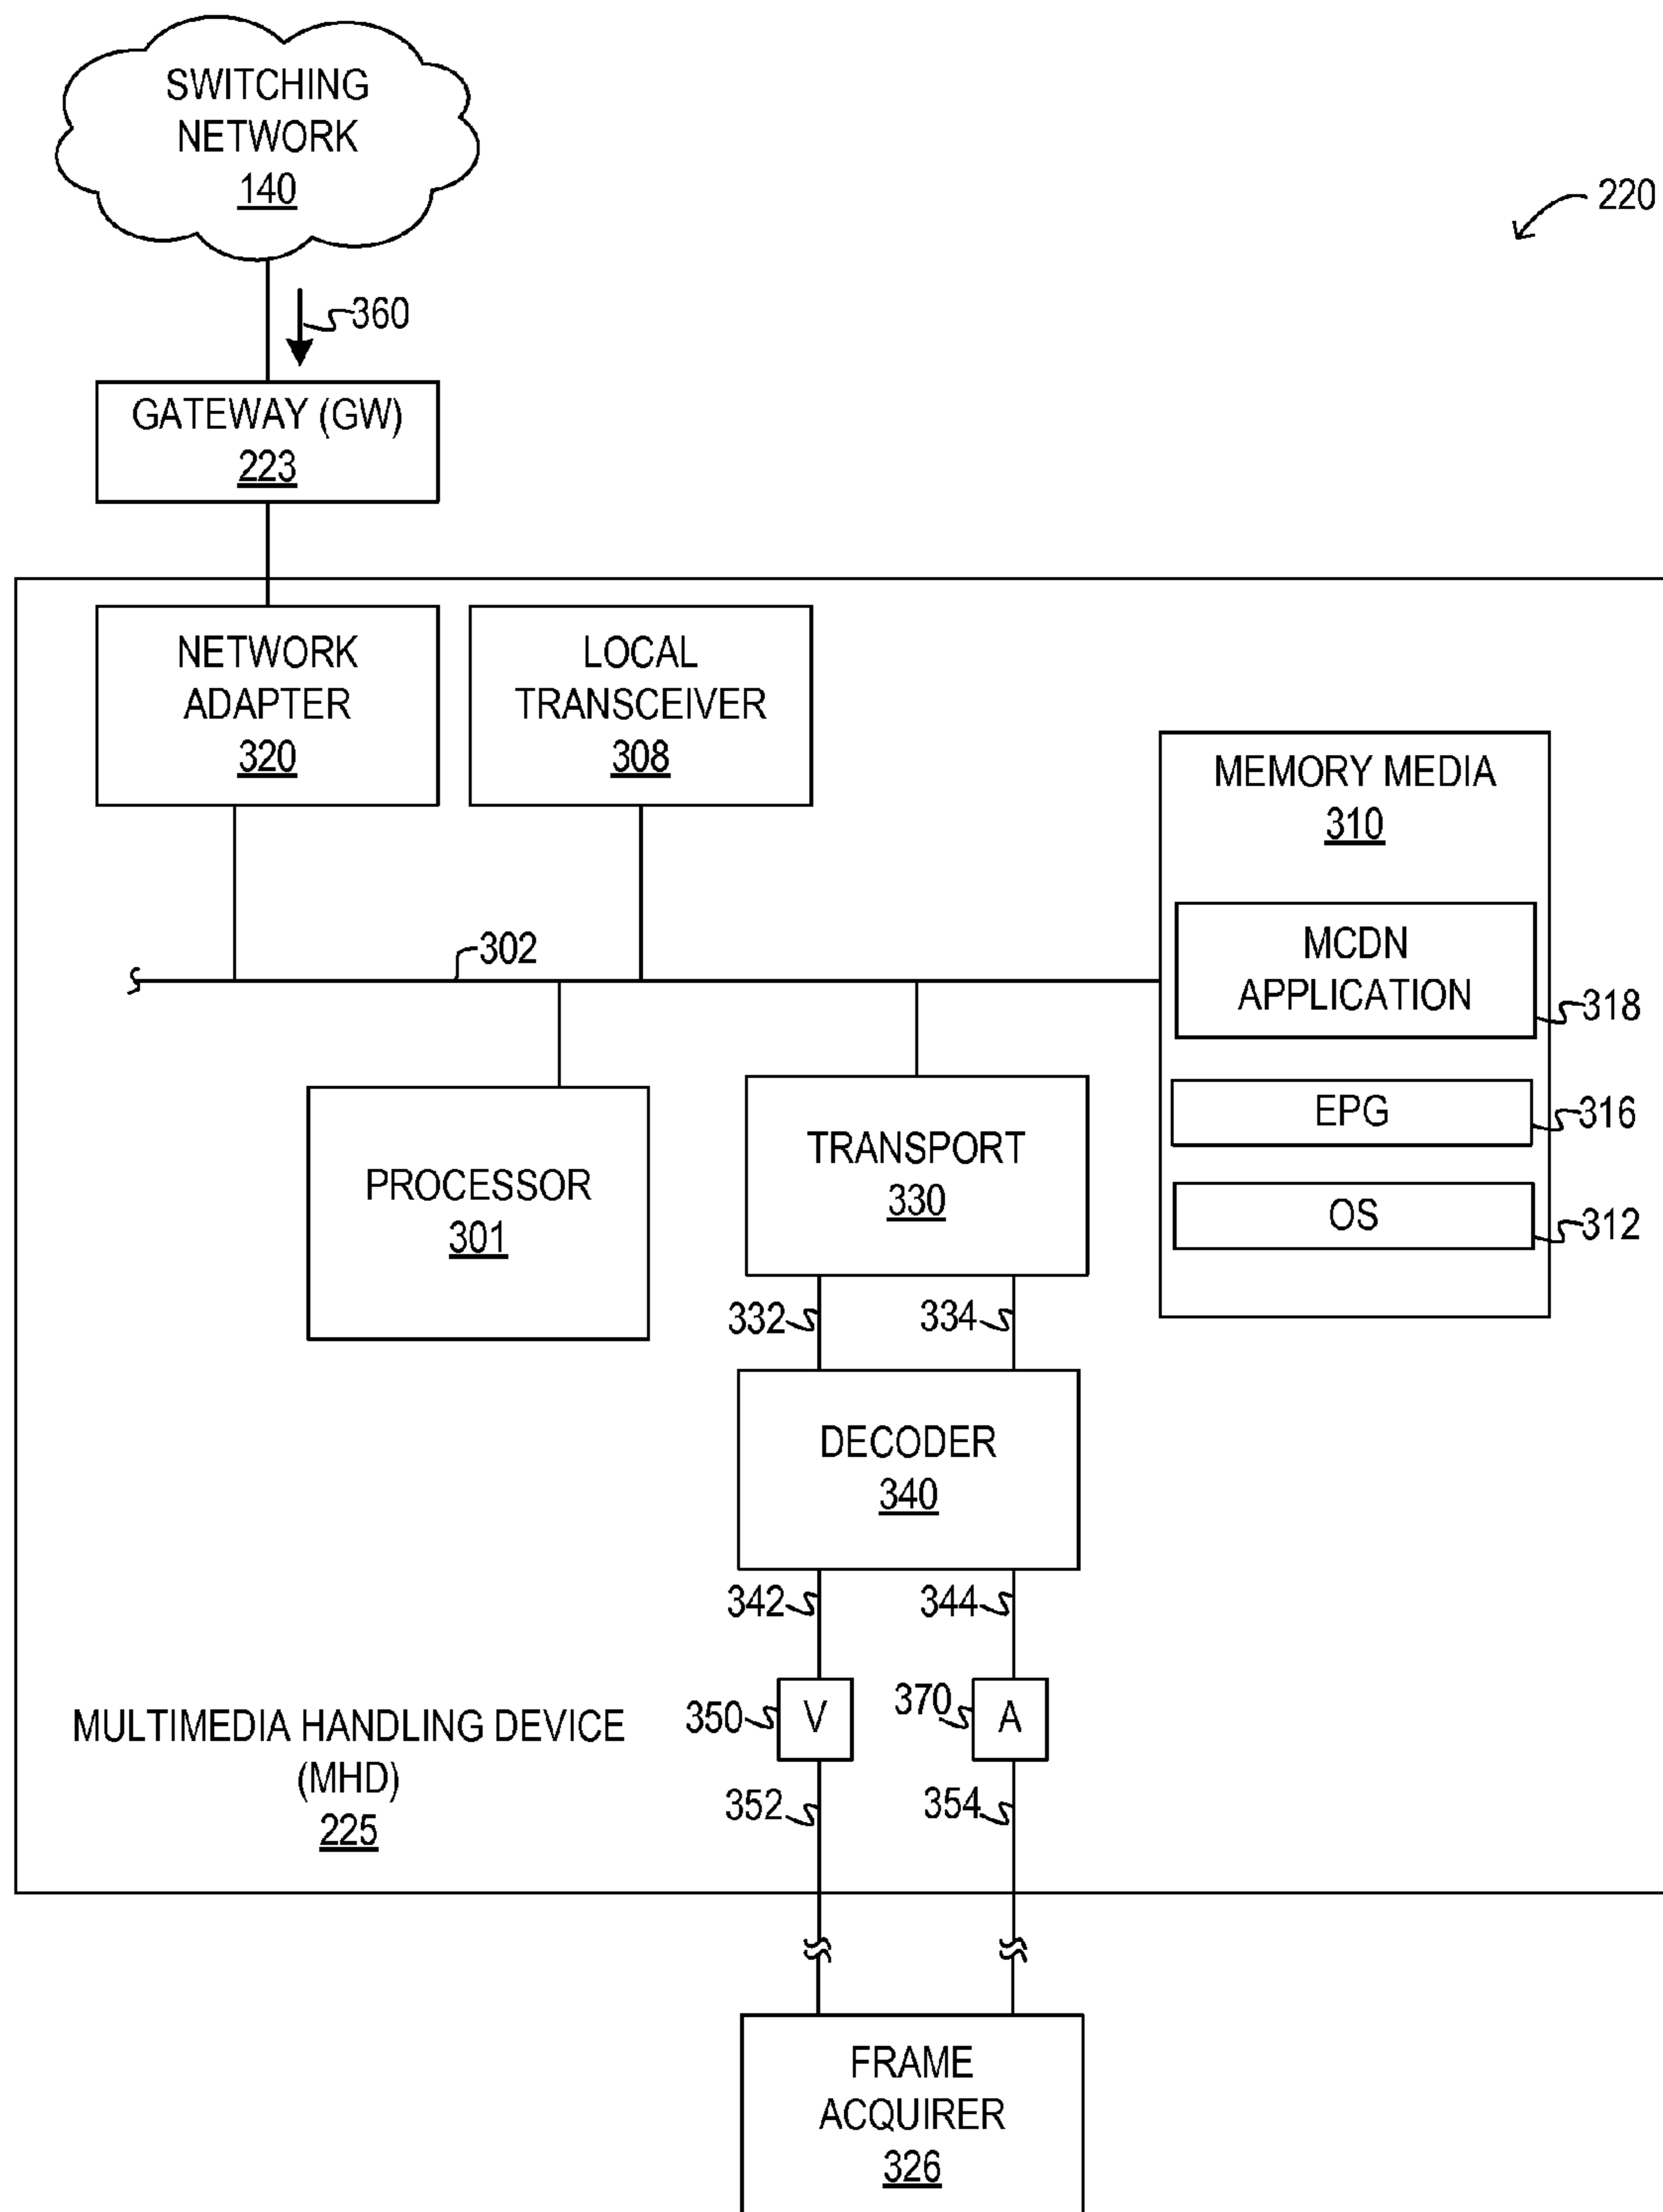 SWITCHING
NETWORK
140
220
360
GATEWAY (GW)
223
NETWORK
ADAPTER
320
LOCAL
TRANSCEIVER
308
MEMORY MEDIA
310
302
MCDN
APPLICATION
318
EPG
316
OS
312
PROCESSOR
301
TRANSPORT
330
332
334
DECODER
340
342
344
350
V
370
A
352
354
MULTIMEDIA HANDLING DEVICE
(MHD)
225
FRAME
ACQUIRER
326